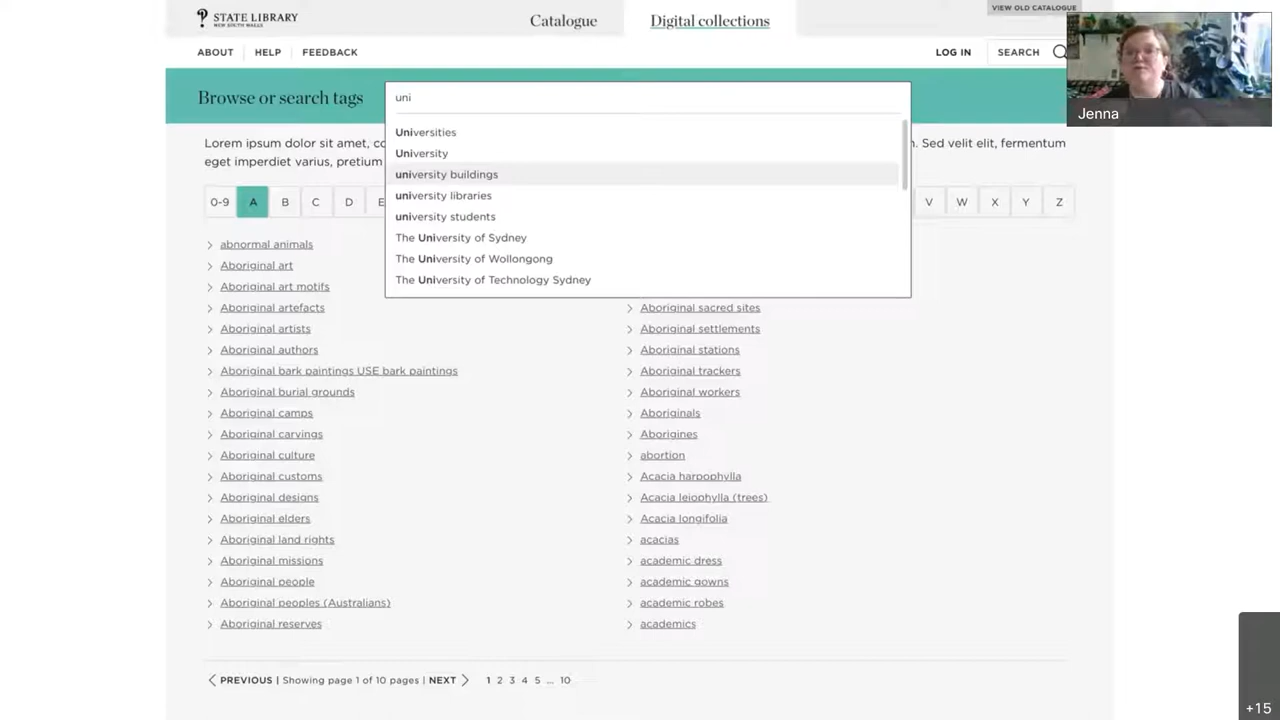 STATE LIBRARY
NEW SOUTH WALES
Catalogue
Digital collections
VIEW OLD CATALOGUE
ABOUT
HELP
FEEDBACK
LOG IN
SEARCH
Jenna
Browse or search tags
uni
Universities
University
university buildings
university libraries
university students
The University of Sydney
The University of Wollongong
The University of Technology Sydney
Lorem ipsum dolor sit amet, co
n. Sed velit elit, fermentum
eget imperdiet varius, pretium
0-9 A B C D E
V W X Y Z
abnormal animals
Aboriginal art
Aboriginal art motifs
Aboriginal artefacts
Aboriginal artists
Aboriginal authors
Aboriginal bark paintings USE bark paintings
Aboriginal burial grounds
Aboriginal camps
Aboriginal carvings
Aboriginal culture
Aboriginal customs
Aboriginal designs
Aboriginal elders
Aboriginal land rights
Aboriginal missions
Aboriginal people
Aboriginal peoples (Australians)
Aboriginal reserves
Aboriginal sacred sites
Aboriginal settlements
Aboriginal stations
Aboriginal trackers
Aboriginal workers
Aboriginals
Aborigines
abortion
Acacia harpophylla
Acacia leiophylla (trees)
Acacia longifolia
acacias
academic dress
academic gowns
academic robes
academics
PREVIOUS | Showing page 1 of 10 pages | NEXT 1 2 3 4 5 ... 10
+15